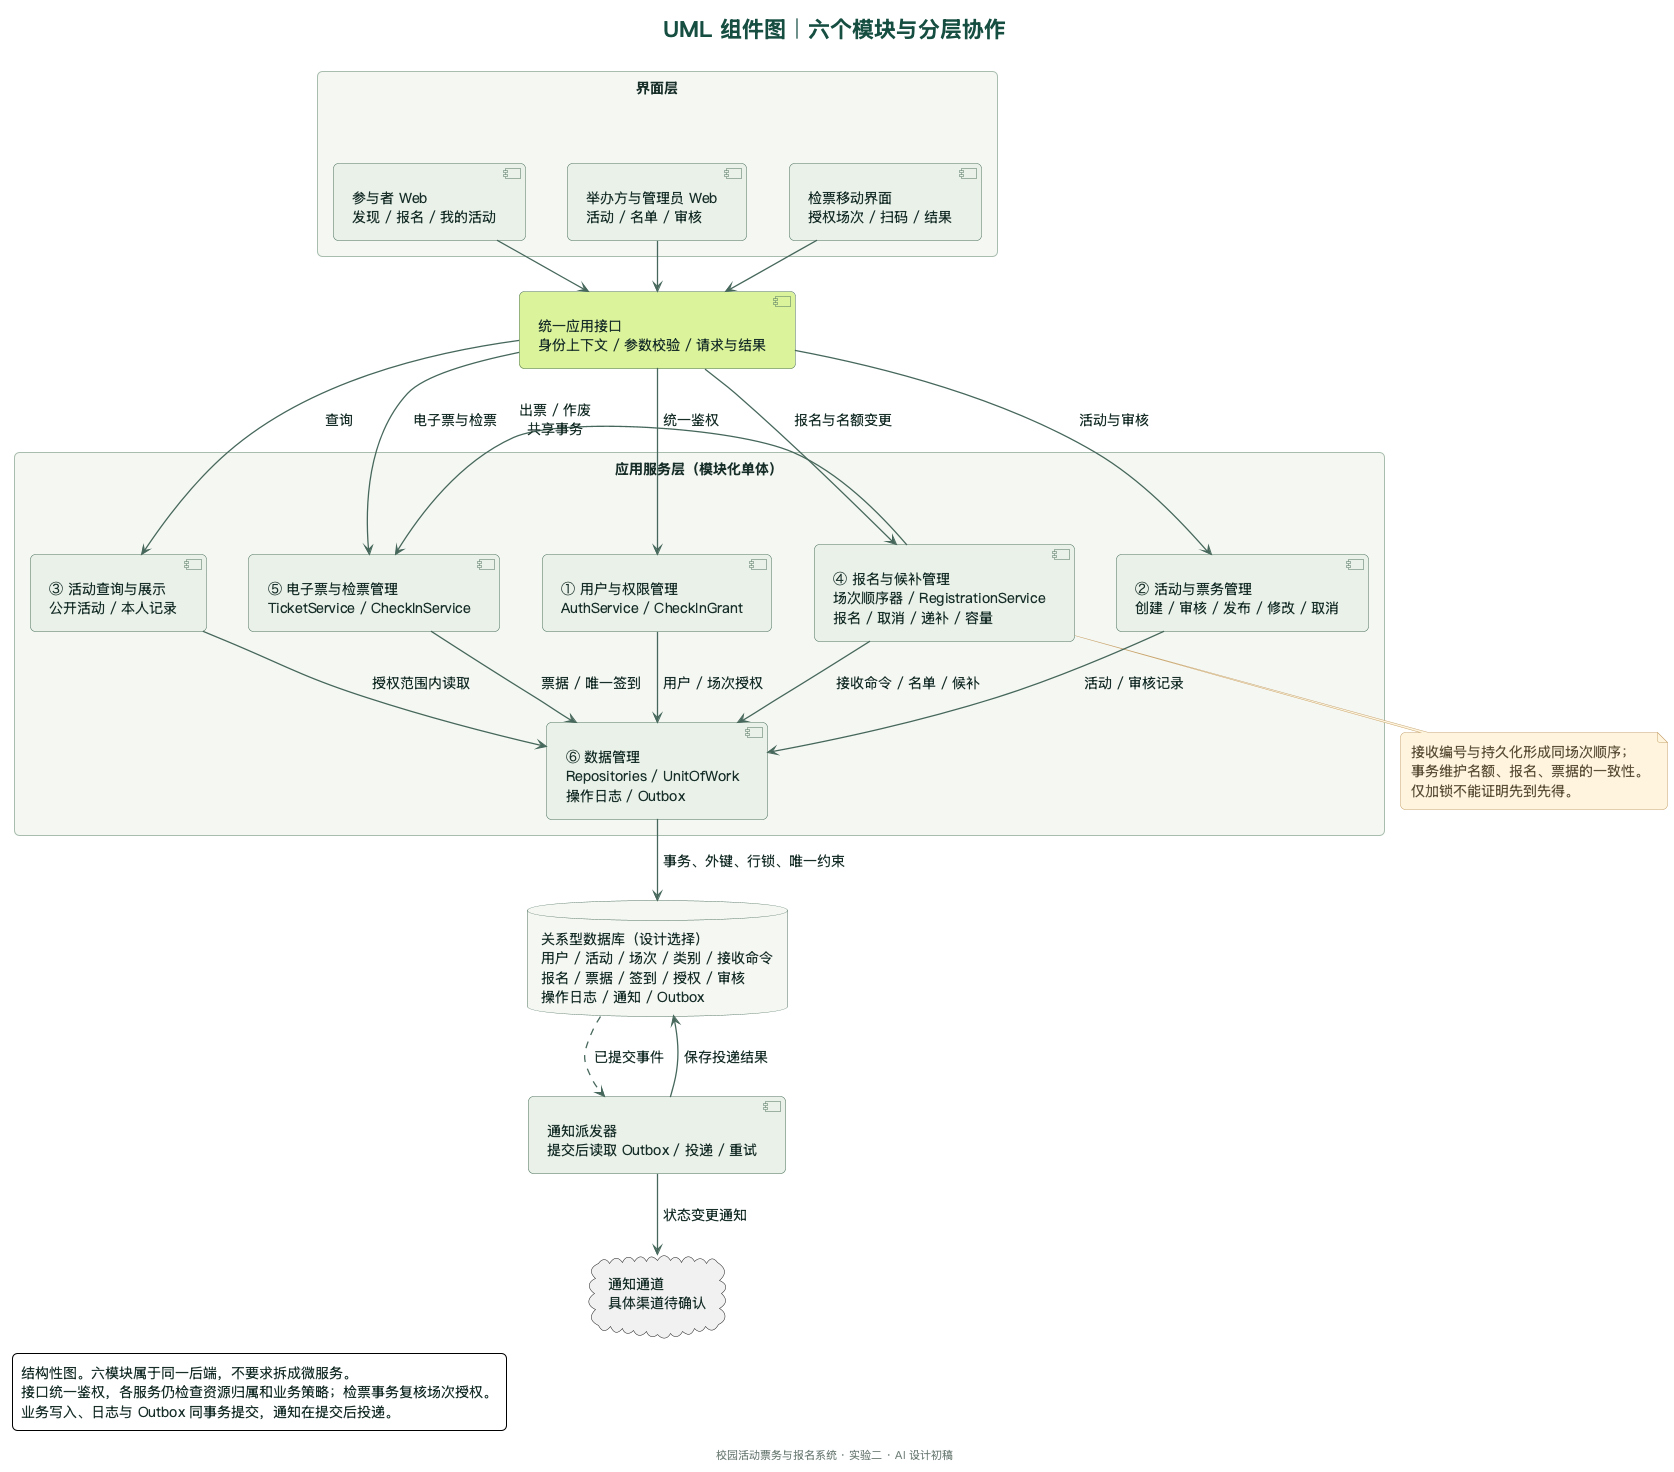 UML 组件图｜六个模块与分层协作
界面层
参与者 Web
发现 / 报名 / 我的活动
举办方与管理员 Web
活动 / 名单 / 审核
检票移动界面
授权场次 / 扫码 / 结果
统一应用接口
身份上下文 / 参数校验 / 请求与结果
查询
电子票与检票
出票 / 作废
共享事务
统一鉴权
报名与名额变更
活动与审核
应用服务层（模块化单体）
③ 活动查询与展示
公开活动 / 本人记录
⑤ 电子票与检票管理
TicketService / CheckInService
① 用户与权限管理
AuthService / CheckInGrant
④ 报名与候补管理
场次顺序器 / RegistrationService
报名 / 取消 / 递补 / 容量
② 活动与票务管理
创建 / 审核 / 发布 / 修改 / 取消
授权范围内读取
票据 / 唯一签到
用户 / 场次授权
接收命令 / 名单 / 候补
活动 / 审核记录
⑥ 数据管理
Repositories / UnitOfWork
操作日志 / Outbox
接收编号与持久化形成同场次顺序；
事务维护名额、报名、票据的一致性。
仅加锁不能证明先到先得。
事务、外键、行锁、唯一约束
关系型数据库（设计选择）
用户 / 活动 / 场次 / 类别 / 接收命令
报名 / 票据 / 签到 / 授权 / 审核
操作日志 / 通知 / Outbox
已提交事件
保存投递结果
通知派发器
提交后读取 Outbox / 投递 / 重试
状态变更通知
通知通道
具体渠道待确认
结构性图。六模块属于同一后端，不要求拆成微服务。
接口统一鉴权，各服务仍检查资源归属和业务策略；检票事务复核场次授权。
业务写入、日志与 Outbox 同事务提交，通知在提交后投递。
校园活动票务与报名系统 · 实验二 · AI 设计初稿